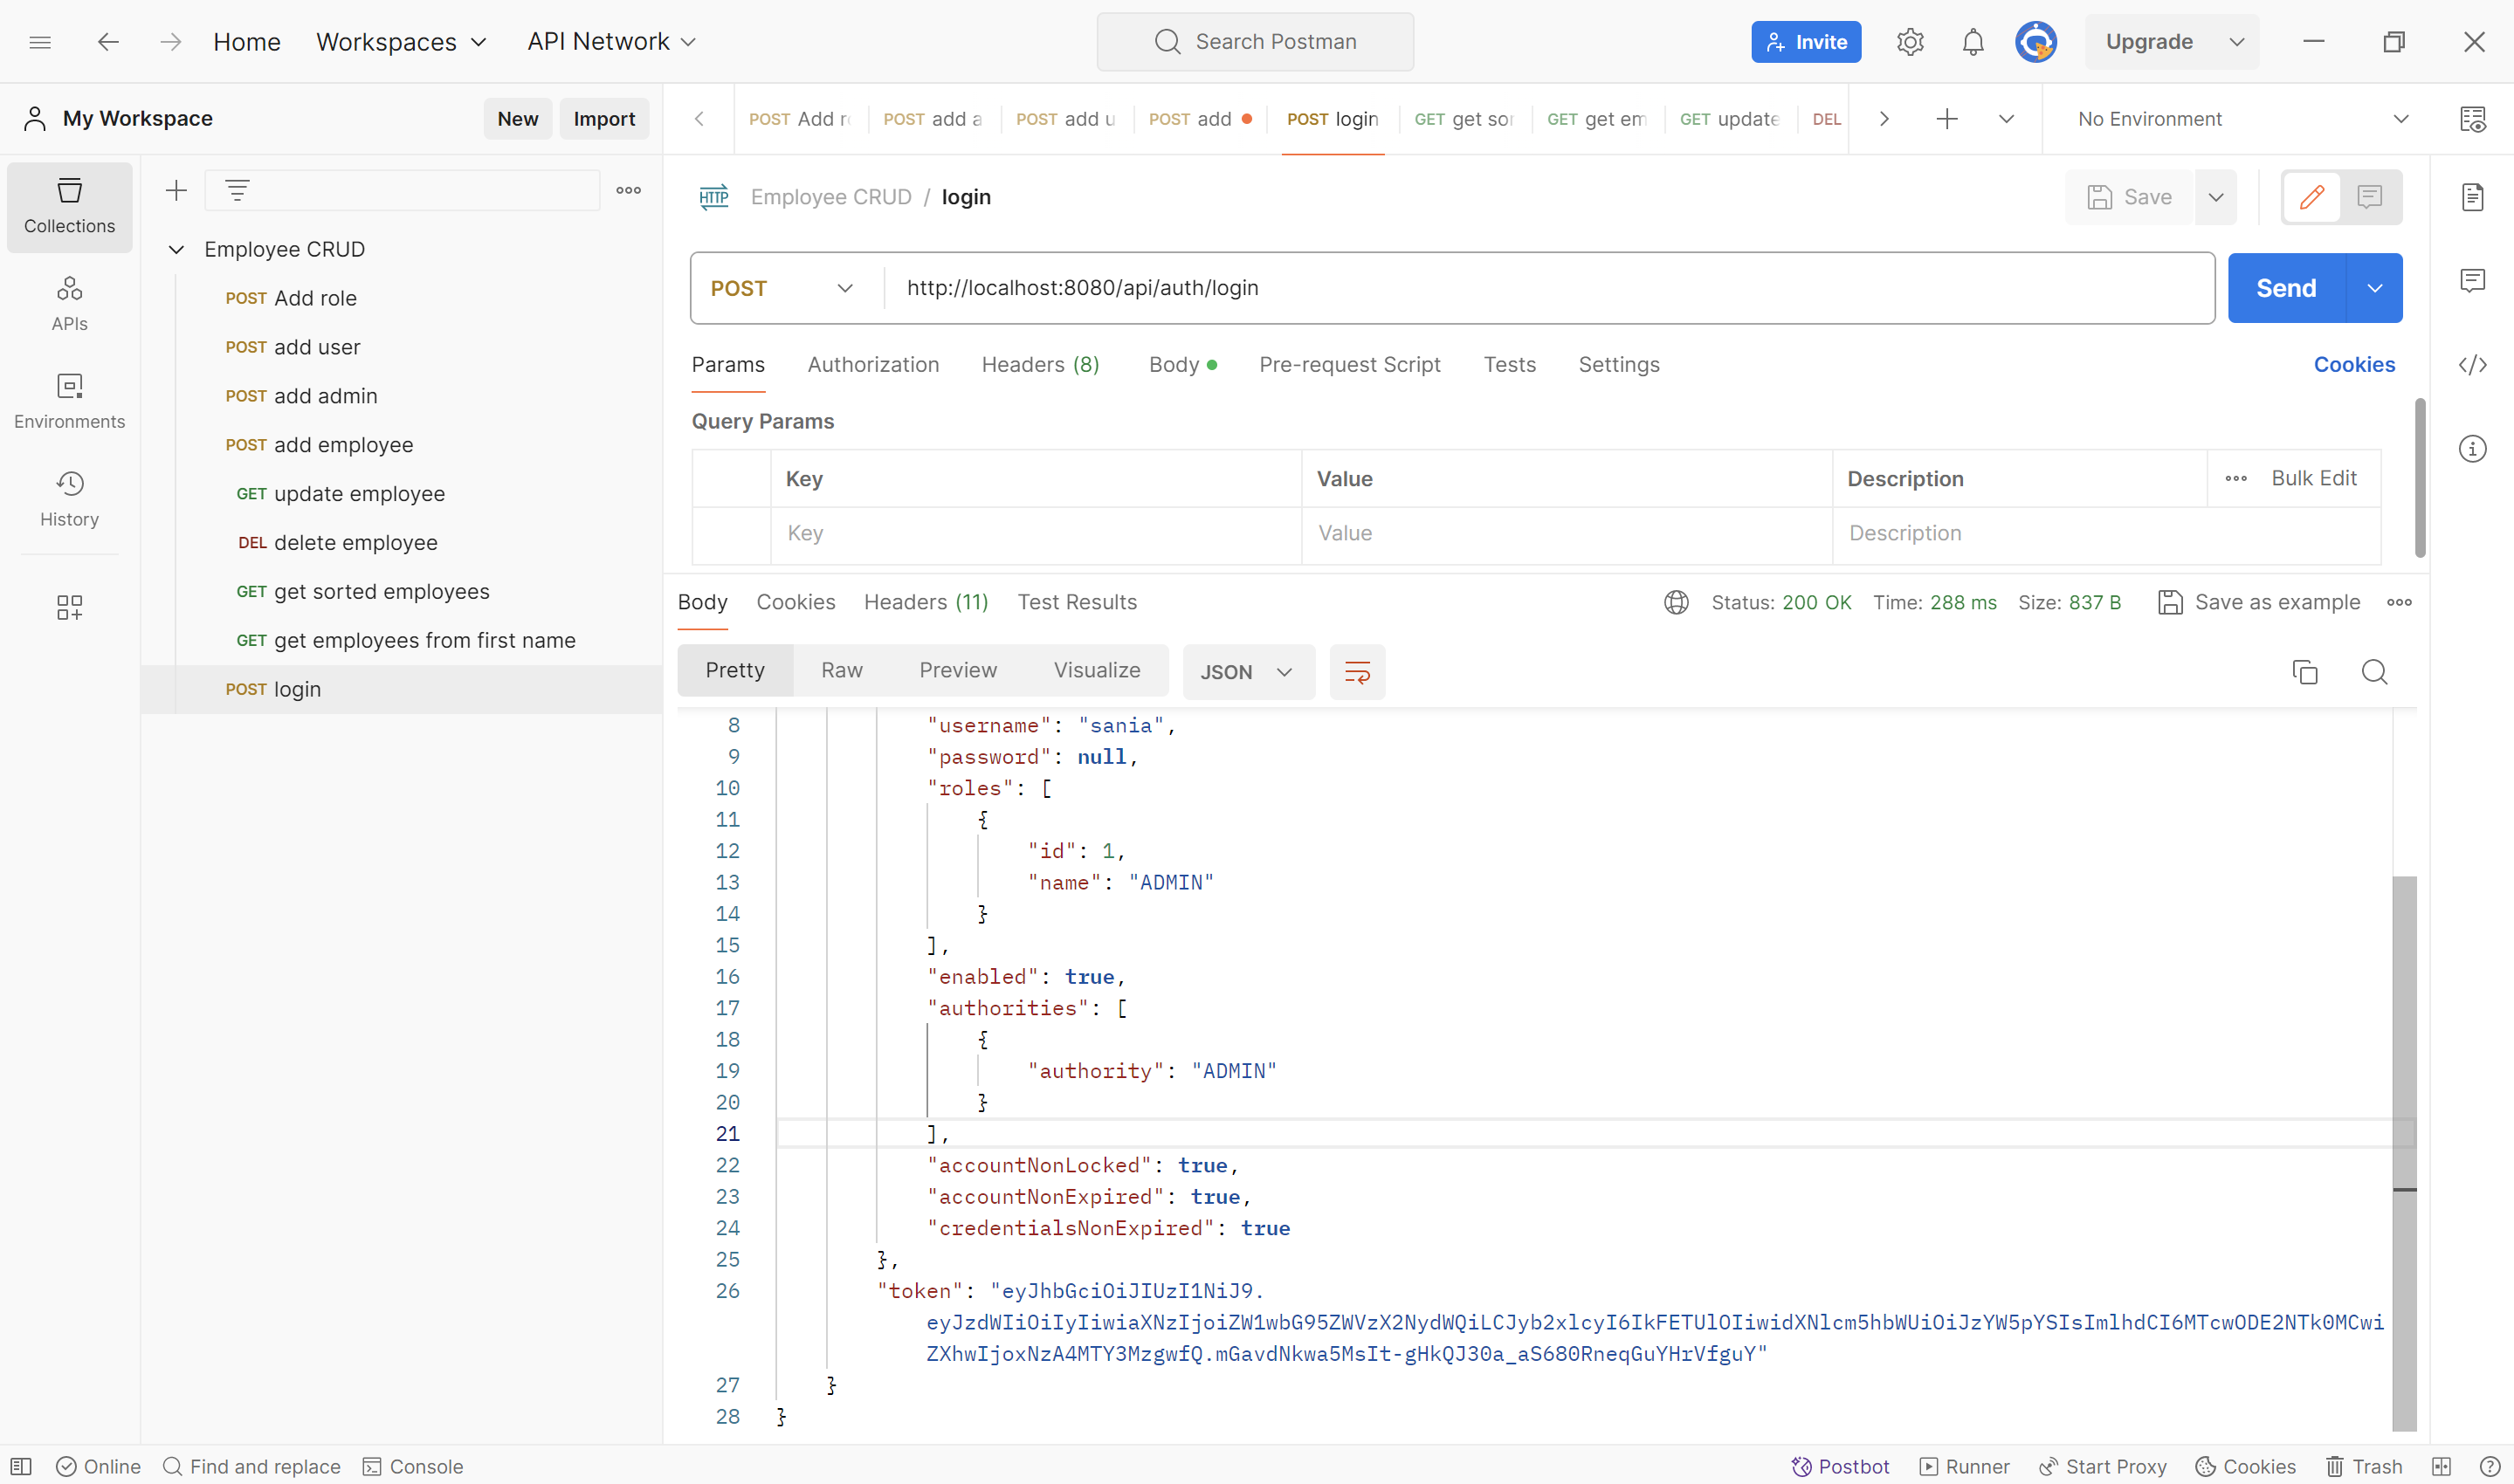 Home
Workspaces
API Network
Search Postman
Invite
Upgrade
My Workspace
New
Import
POST Add r
POST add a
POST add u
POST add
POST login
GET get so
GET get em
GET update
DEL
No Environment
Collections
APIs
Environments
History
Employee CRUD
POST Add role
POST add user
POST add admin
POST add employee
GET update employee
DEL delete employee
GET get sorted employees
GET get employees from first name
POST login
HTTP Employee CRUD / login
Save
POST http://localhost:8080/api/auth/login
Send
Params Authorization Headers (8) Body Pre-request Script Tests Settings Cookies
Query Params
Key Value Description Bulk Edit
Key Value Description
Body Cookies Headers (11) Test Results Status: 200 OK Time: 288 ms Size: 837 B Save as example
Pretty Raw Preview Visualize JSON
8 "username": "sania",
9 "password": null,
10 "roles": [
11 {
12 "id": 1,
13 "name": "ADMIN"
14 }
15 ],
16 "enabled": true,
17 "authorities": [
18 {
19 "authority": "ADMIN"
20 }
21 ],
22 "accountNonLocked": true,
23 "accountNonExpired": true,
24 "credentialsNonExpired": true
25 },
26 "token": "eyJhbGciOiJIUzI1NiJ9.
eyJzdWIiOiIyIiwiaXNzIjoiZW1wbG95ZWVzX2NydWQiLCJyb2xlcyI6IkFETUlOIiwidXNlcm5hbWUiOiJzYW5pYSIsImlhdCI6MTcwODE2NTk0MCwi
ZXhwIjoxNzA4MTY3MzgwfQ.mGavdNkwa5MsIt-gHkQJ30a_aS680RneqGuYHrVfguY"
27 }
28 }
Online
Find and replace
Console
Postbot
Runner
Start Proxy
Cookies
Trash